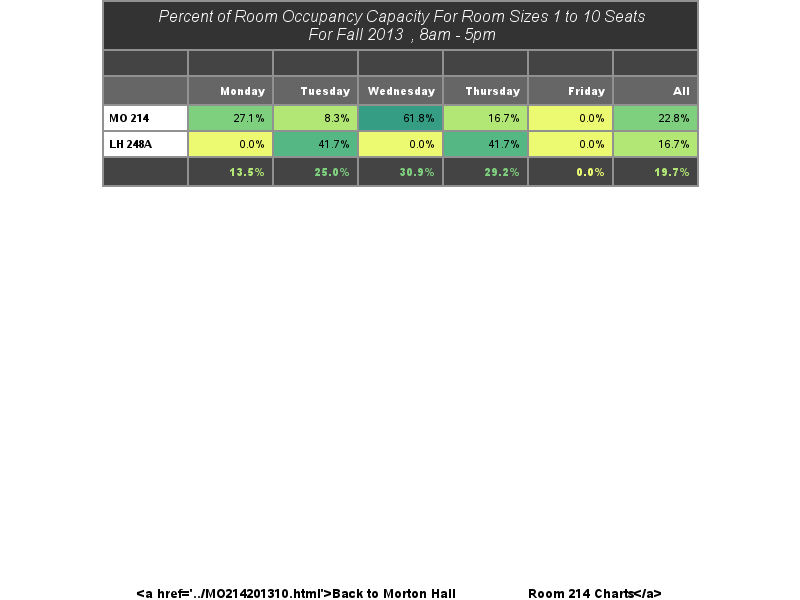 Percent of Room Occupancy Capacity For Room Sizes 1 to 10 Seats
For Fall 2013 , 8am - 5pm
Monday Tuesday Wednesday Thursday Friday All
MO 214 27.1% 8.3% 61.8% 16.7% 0.0% 22.8%
LH 248A 0.0% 41.7% 0.0% 41.7% 0.0% 16.7%
13.5% 25.0% 30.9% 29.2% 0.0% 19.7%
<a href='../MO214201310.html'>Back to Morton Hall Room 214 Charts</a>